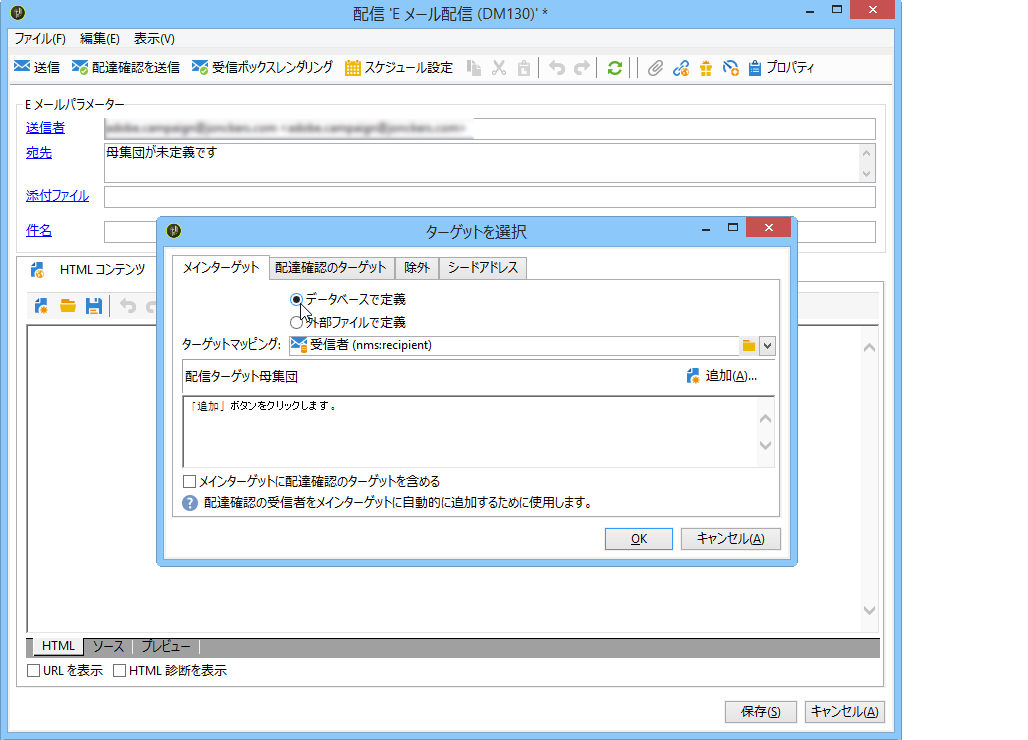 配信 'E メール配信 (DM130)' *
ファイル(F) 編集(E) 表示(V)
送信 配達確認を送信 受信ボックスレンダリング スケジュール設定 プロパティ
E メールパラメーター
送信者
宛先 母集団が未定義です
添付ファイル
件名
HTML コンテンツ
ターゲットを選択
メインターゲット 配達確認のターゲット 除外 シードアドレス
データベースで定義
外部ファイルで定義
ターゲットマッピング: 受信者 (nms:recipient)
配信ターゲット母集団 追加(A)...
「追加」ボタンをクリックします。
メインターゲットに配達確認のターゲットを含める
配達確認の受信者をメインターゲットに自動的に追加するために使用します。
OK キャンセル(A)
HTML ソース プレビュー
URL を表示 HTML 診断を表示
保存(S) キャンセル(A)